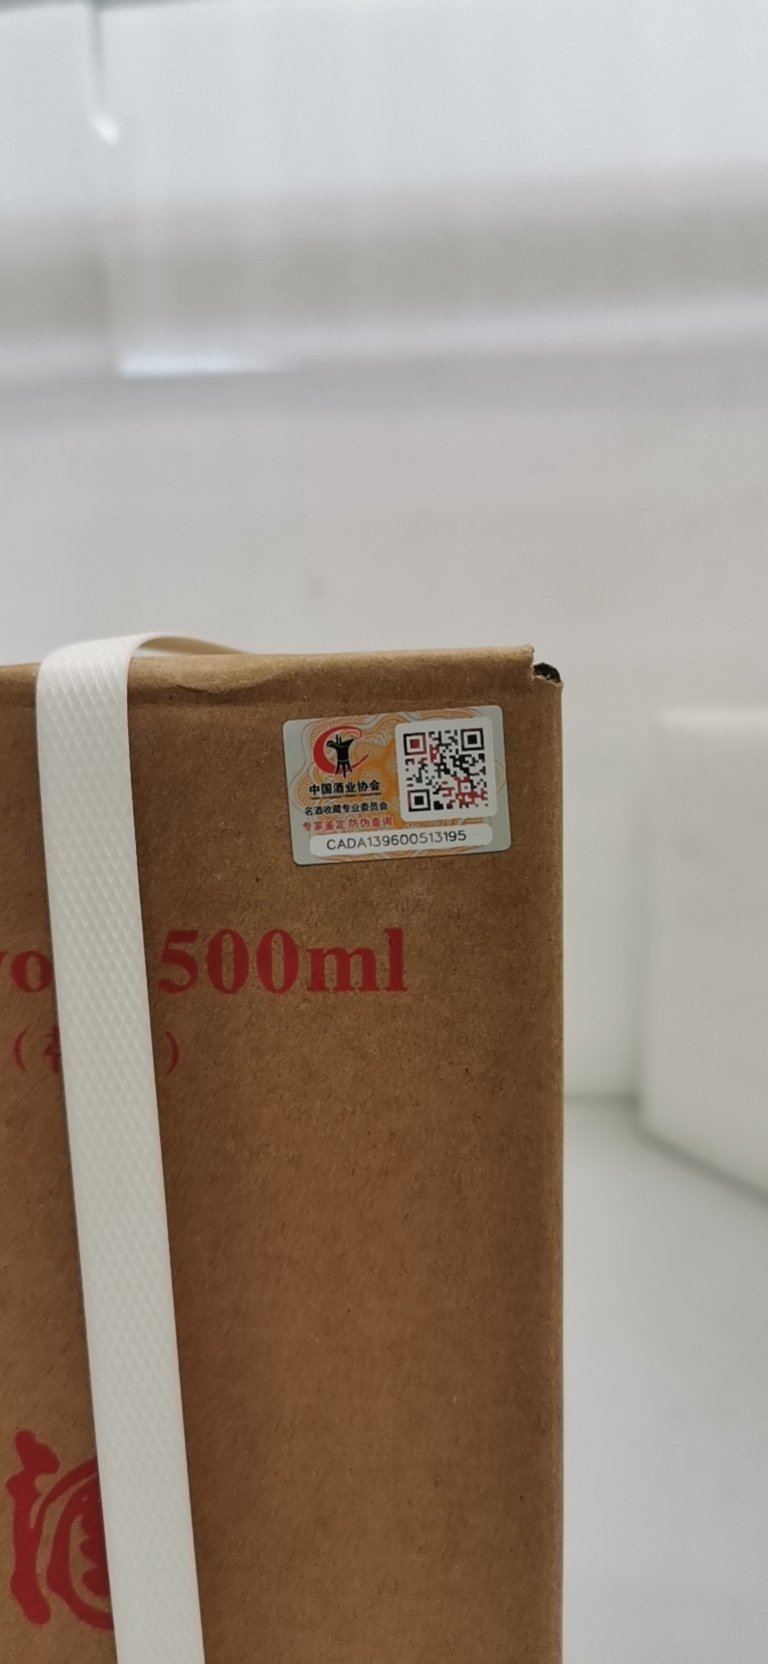 中国酒业协会
名酒收藏专业委员会
专家鉴定 防伪查询
CADA139600513195
500ml
酒